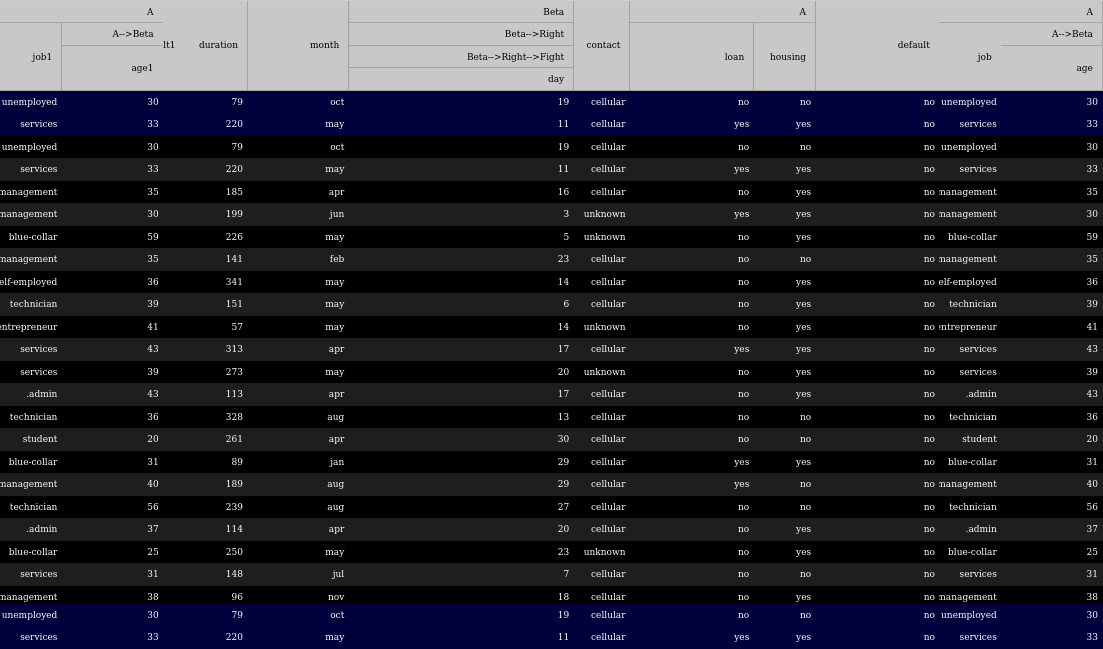 A Beta A A
A-->Beta Beta-->Right A-->Beta
lt1 duration month contact default
job1 Beta-->Right-->Fight loan housing job
age1 age
day
unemployed 30 79 oct 19 cellular no no no unemployed 30
services 33 220 may 11 cellular yes yes no services 33
unemployed 30 79 oct 19 cellular no no no unemployed 30
services 33 220 may 11 cellular yes yes no services 33
management 35 185 apr 16 cellular no yes no management 35
management 30 199 jun 3 unknown yes yes no management 30
blue-collar 59 226 may 5 unknown no yes no blue-collar 59
management 35 141 feb 23 cellular no no no management 35
elf-employed 36 341 may 14 cellular no yes no elf-employed 36
technician 39 151 may 6 cellular no yes no technician 39
entrepreneur 41 57 may 14 unknown no yes no entrepreneur 41
services 43 313 apr 17 cellular yes yes no services 43
services 39 273 may 20 unknown no yes no services 39
.admin 43 113 apr 17 cellular no yes no .admin 43
technician 36 328 aug 13 cellular no no no technician 36
student 20 261 apr 30 cellular no no no student 20
blue-collar 31 89 jan 29 cellular yes yes no blue-collar 31
management 40 189 aug 29 cellular yes no no management 40
technician 56 239 aug 27 cellular no no no technician 56
.admin 37 114 apr 20 cellular no yes no .admin 37
blue-collar 25 250 may 23 unknown no yes no blue-collar 25
services 31 148 jul 7 cellular no no no services 31
management 38 96 nov 18 cellular no yes no management 38
unemployed 30 79 oct 19 cellular no no no unemployed 30
services 33 220 may 11 cellular yes yes no services 33